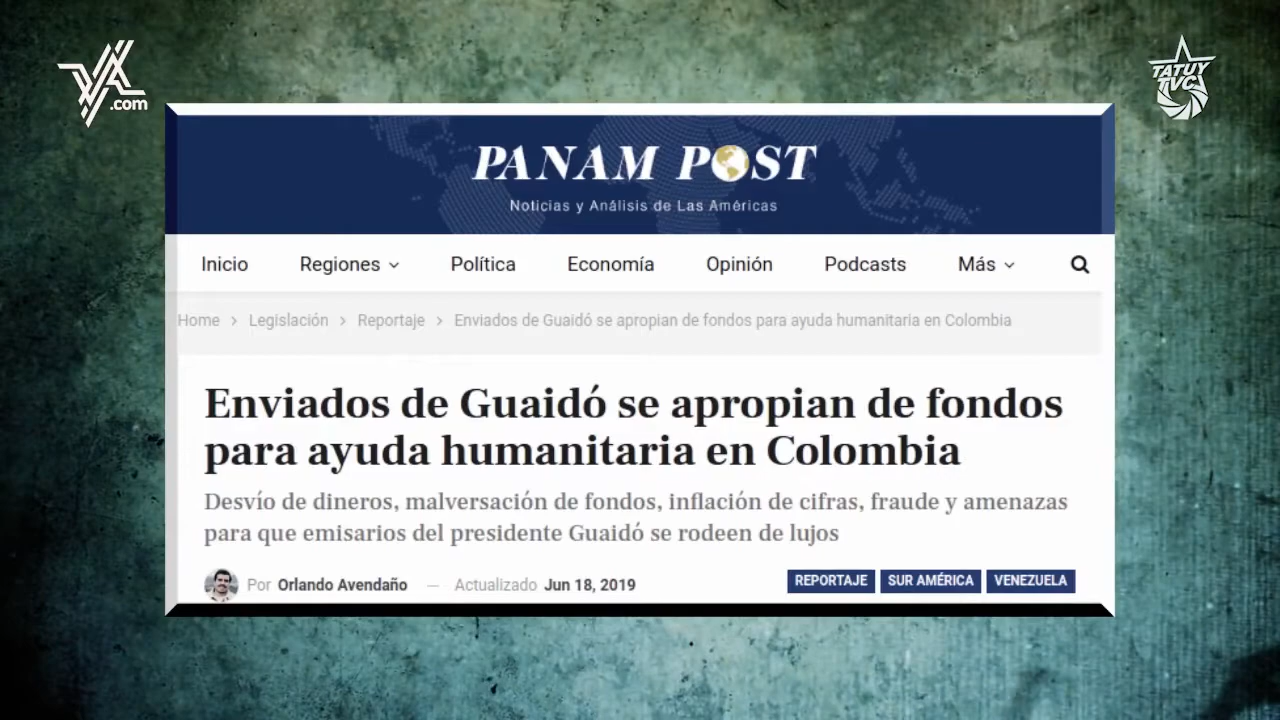 VA
.com
TATUY
TVC
PANAM POST
Noticias y Análisis de Las Américas
Inicio Regiones Política Economía Opinión Podcasts Más
Home > Legislación > Reportaje > Enviados de Guaidó se apropian de fondos para ayuda humanitaria en Colombia
Enviados de Guaidó se apropian de fondos
para ayuda humanitaria en Colombia
Desvío de dineros, malversación de fondos, inflación de cifras, fraude y amenazas
para que emisarios del presidente Guaidó se rodeen de lujos
Por Orlando Avendaño — Actualizado Jun 18, 2019 REPORTAJE SUR AMÉRICA VENEZUELA